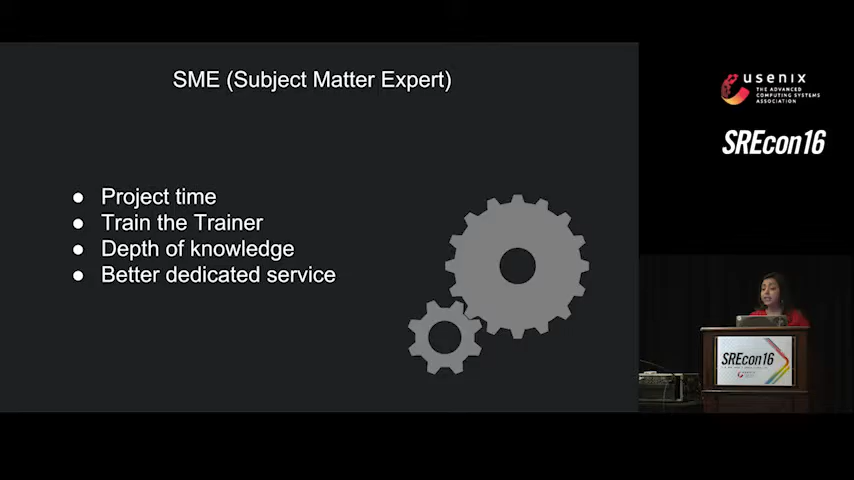 SME (Subject Matter Expert)
● Project time
● Train the Trainer
● Depth of knowledge
● Better dedicated service
usenix
THE ADVANCED
COMPUTING SYSTEMS
ASSOCIATION
SREcon16
SREcon16